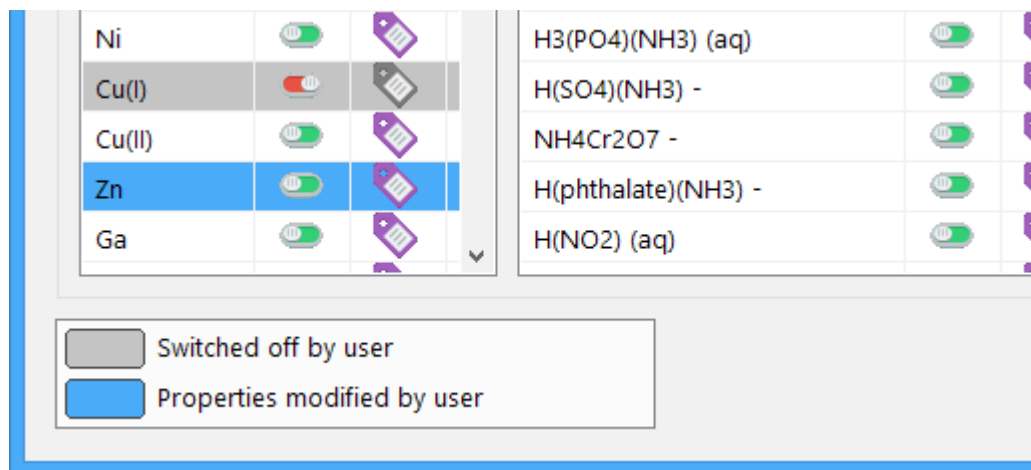 Ni
Cu(I)
Cu(II)
Zn
Ga
H3(PO4)(NH3) (aq)
H(SO4)(NH3) -
NH4Cr2O7 -
H(phthalate)(NH3) -
H(NO2) (aq)
Switched off by user
Properties modified by user